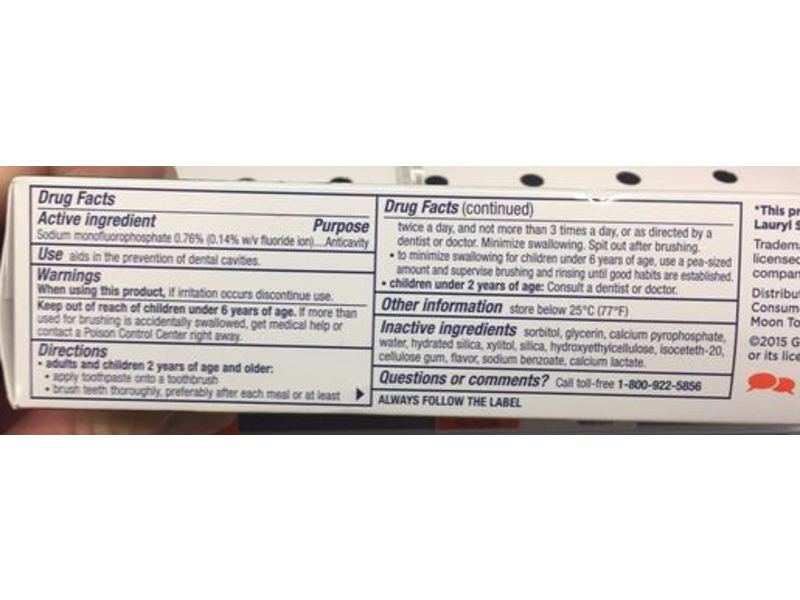 Drug Facts
Active ingredient Purpose
Sodium monofluorophosphate 0.76% (0.14% w/v fluoride ion)....Anticavity
Use aids in the prevention of dental cavities.
Warnings
When using this product, if irritation occurs discontinue use.
Keep out of reach of children under 6 years of age. If more than
used for brushing is accidentally swallowed, get medical help or
contact a Poison Control Center right away.
Directions
• adults and children 2 years of age and older:
• apply toothpaste onto a toothbrush
• brush teeth thoroughly, preferably after each meal or at least
Drug Facts (continued)
twice a day, and not more than 3 times a day, or as directed by a
dentist or doctor. Minimize swallowing. Spit out after brushing.
• to minimize swallowing for children under 6 years of age, use a pea-sized
amount and supervise brushing and rinsing until good habits are established.
• children under 2 years of age: Consult a dentist or doctor.
Other information store below 25°C (77°F)
Inactive ingredients sorbitol, glycerin, calcium pyrophosphate,
water, hydrated silica, xylitol, silica, hydroxyethylcellulose, isoceteth-20,
cellulose gum, flavor, sodium benzoate, calcium lactate.
Questions or comments? Call toll-free 1-800-922-5856
ALWAYS FOLLOW THE LABEL
*This pr
Lauryl S
Tradema
licensed
compan
Distribut
Consum
Moon To
©2015 G
or its lice